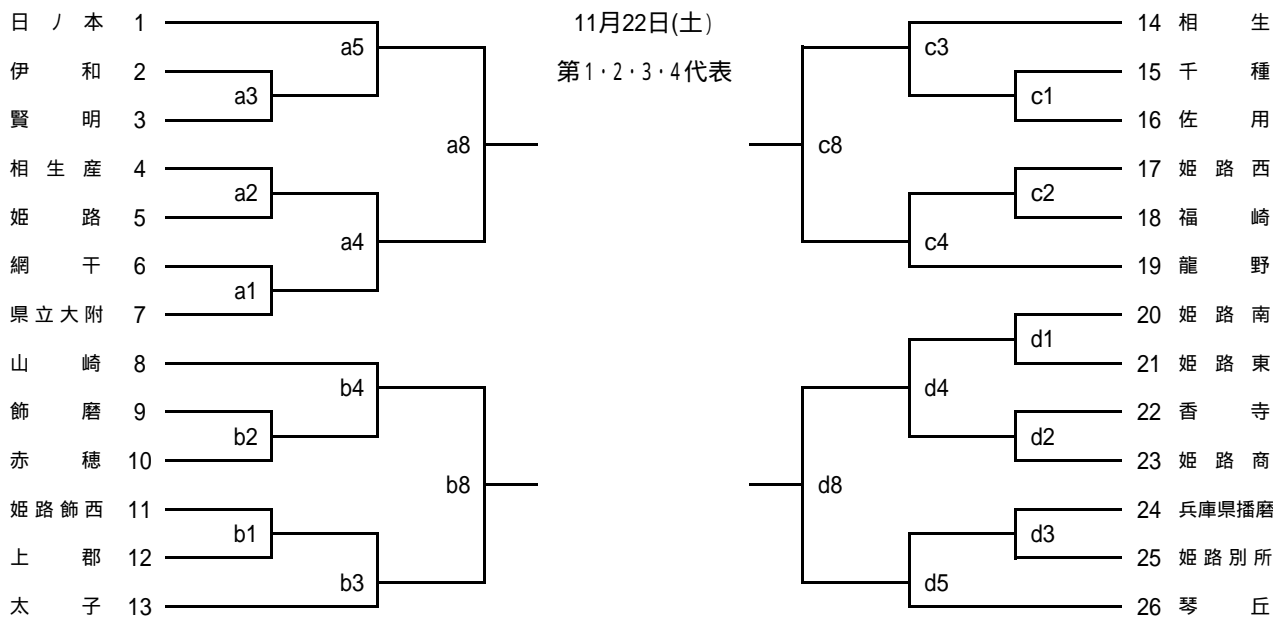 11月22日(土)
第1・2・3・4代表
日ノ本 1
伊和 2
賢明 3
相生産 4
姫路 5
網干 6
県立大附 7
山崎 8
飾磨 9
赤穂 10
姫路飾西 11
上郡 12
太子 13
a5
a3
a8
a2
a4
a1
b4
b2
b8
b1
b3
c3
c1
c8
c2
c4
d1
d4
d2
d8
d3
d5
14 相生
15 千種
16 佐用
17 姫路西
18 福崎
19 龍野
20 姫路南
21 姫路東
22 香寺
23 姫路商
24 兵庫県播磨
25 姫路別所
26 琴丘